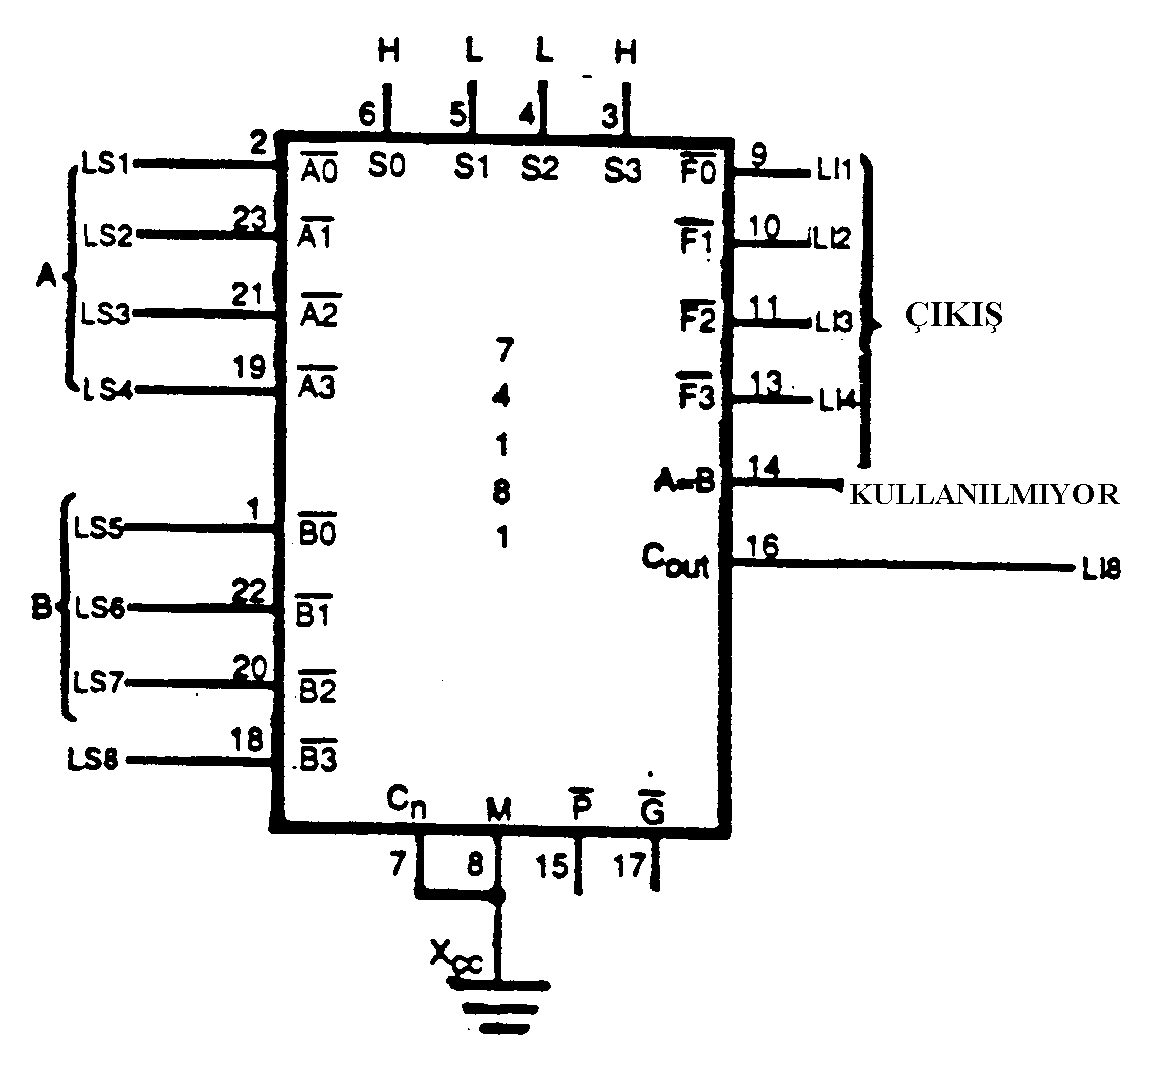 H L L H
6 5 4 3
S0 S1 S2 S3
LS1 2 A0
LS2 23 A1
LS3 21 A2
LS4 19 A3
A
LS5 1 B0
LS6 22 B1
LS7 20 B2
LS8 18 B3
B
7
4
1
8
1
F0 9 LI1
F1 10 LI2
F2 11 LI3
F3 13 LI4
ÇIKIŞ
A=B 14 KULLANILMIYOR
Cout 16 LI8
Cn M P G
7 8 15 17
Xcc